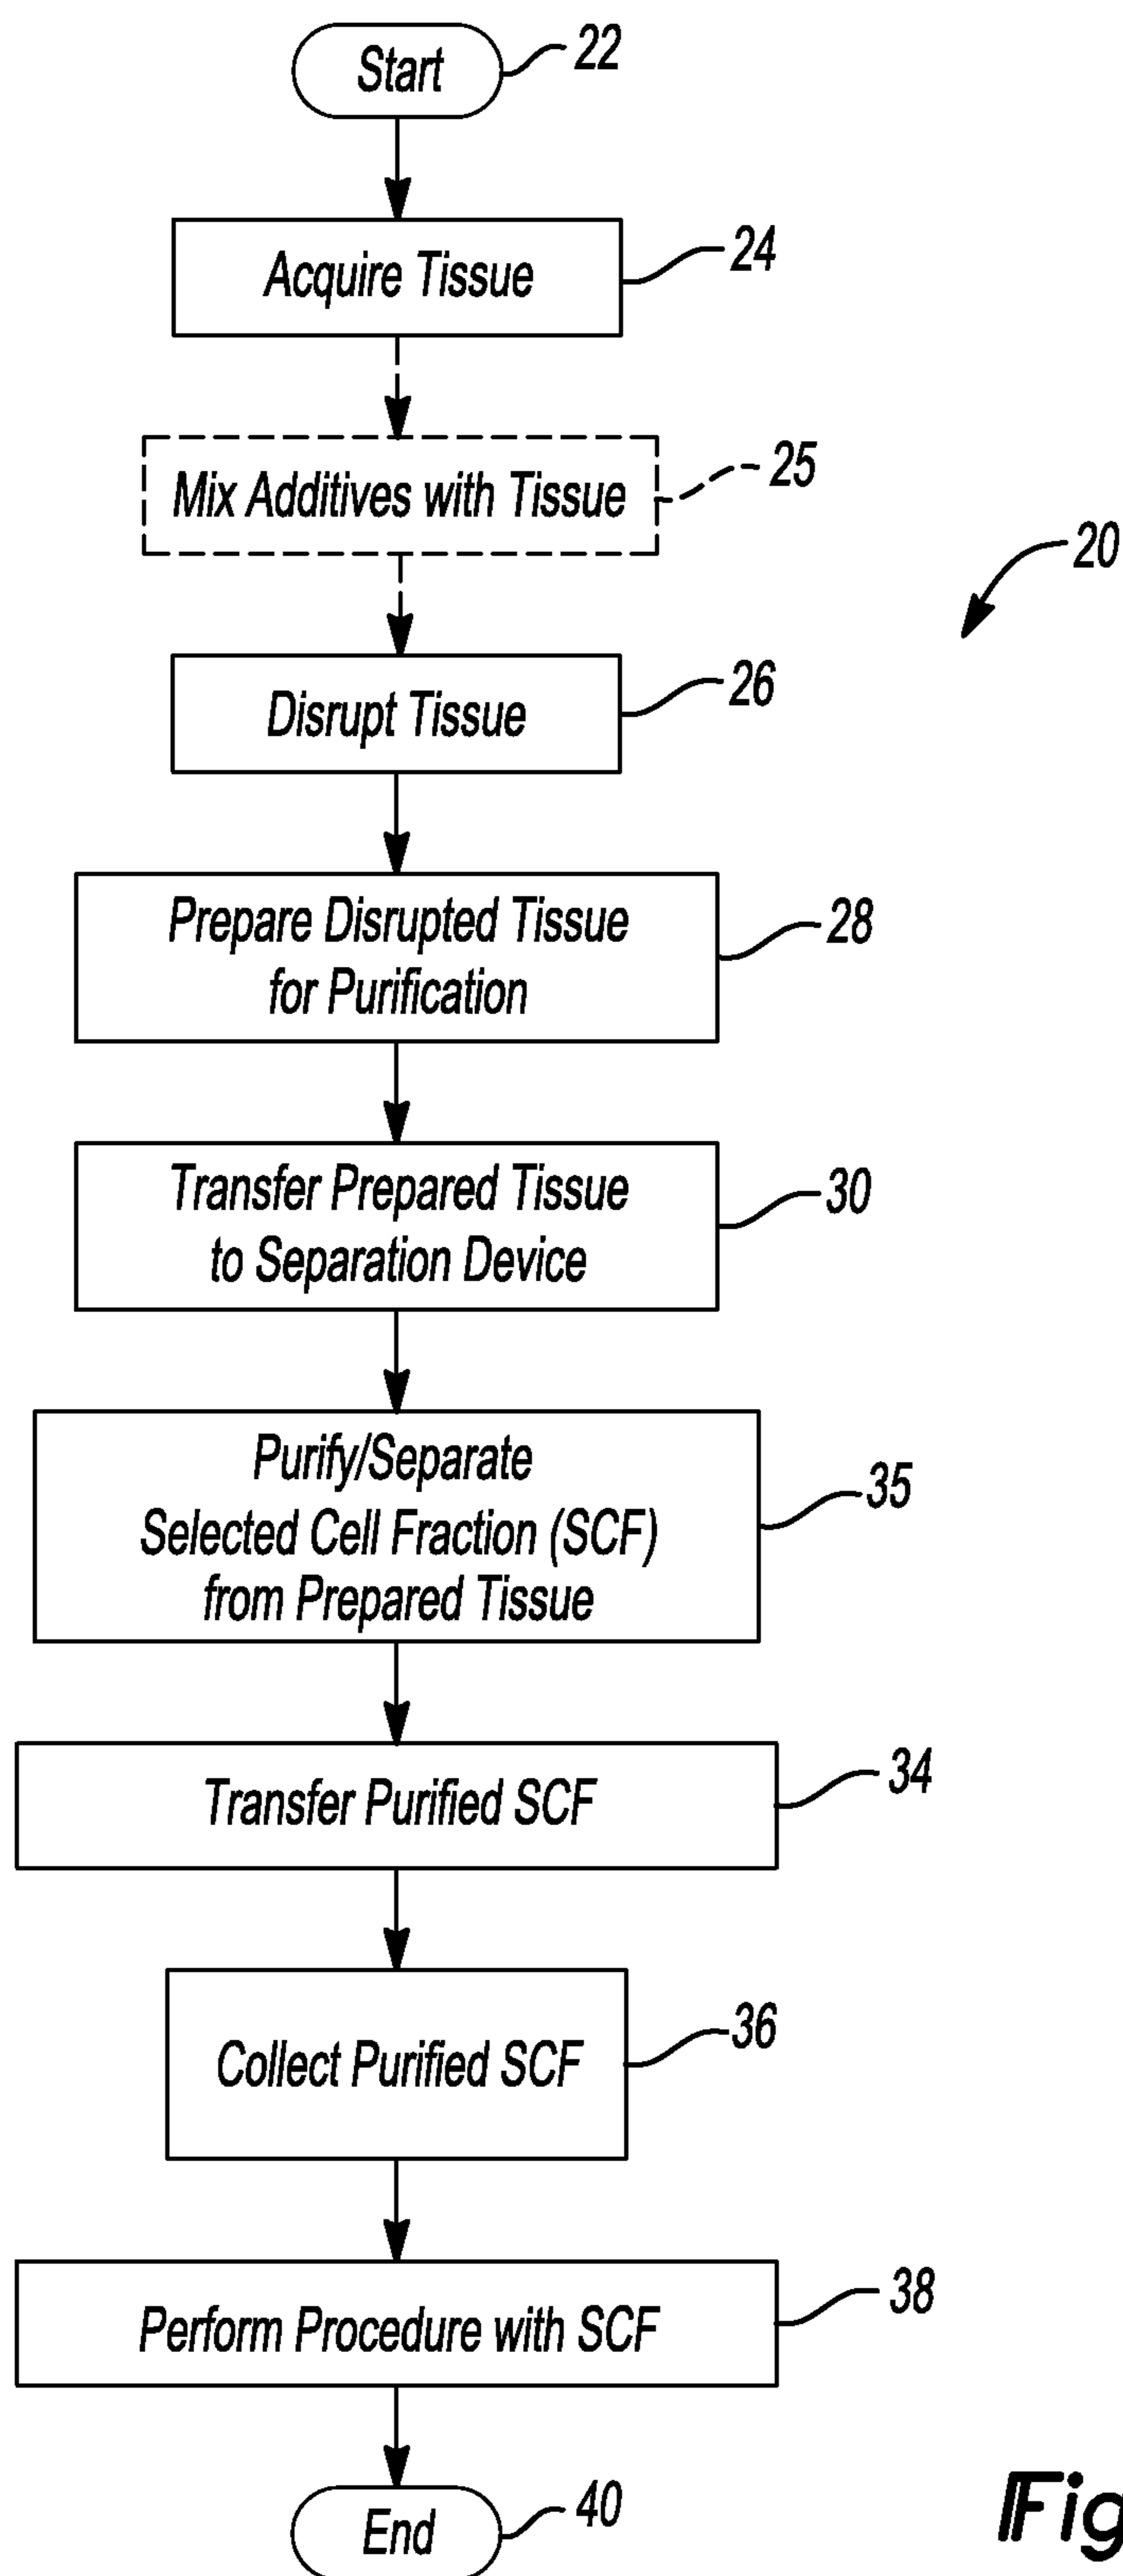 Start
22
Acquire Tissue
24
Mix Additives with Tissue
25
20
Disrupt Tissue
26
Prepare Disrupted Tissue
for Purification
28
Transfer Prepared Tissue
to Separation Device
30
Purify/Separate
Selected Cell Fraction (SCF)
from Prepared Tissue
35
Transfer Purified SCF
34
Collect Purified SCF
36
Perform Procedure with SCF
38
End
40
Fig